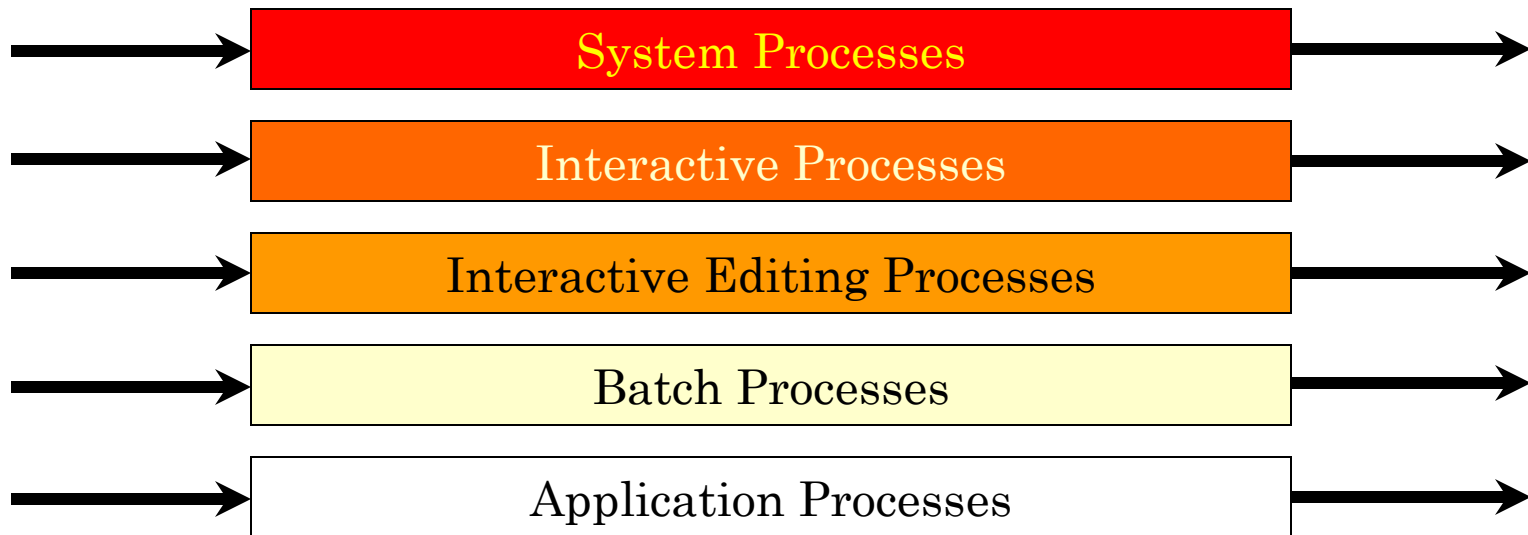 System Processes
Interactive Processes
Interactive Editing Processes
Batch Processes
Application Processes